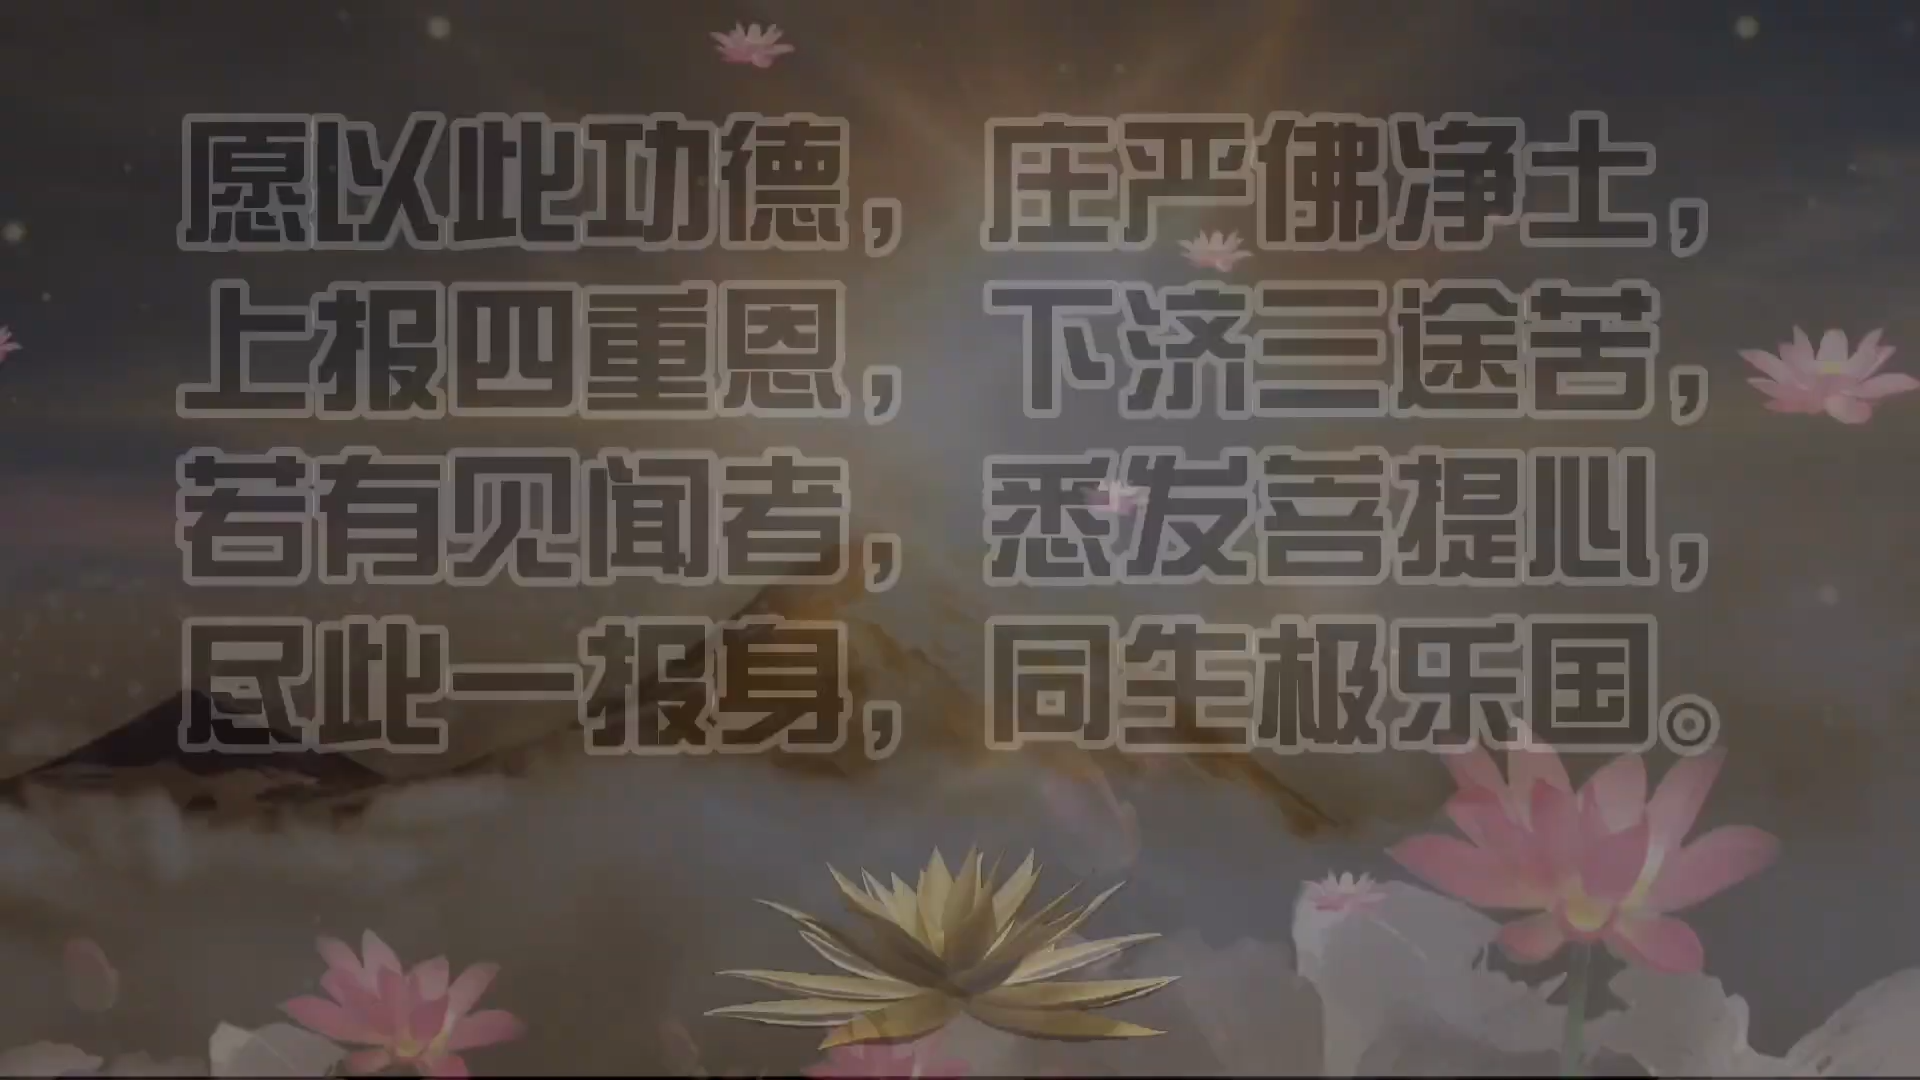 愿以此功德，庄严佛净土，
上报四重恩，下济三途苦，
若有见闻者，悉发菩提心，
尽此一报身，同生极乐国。